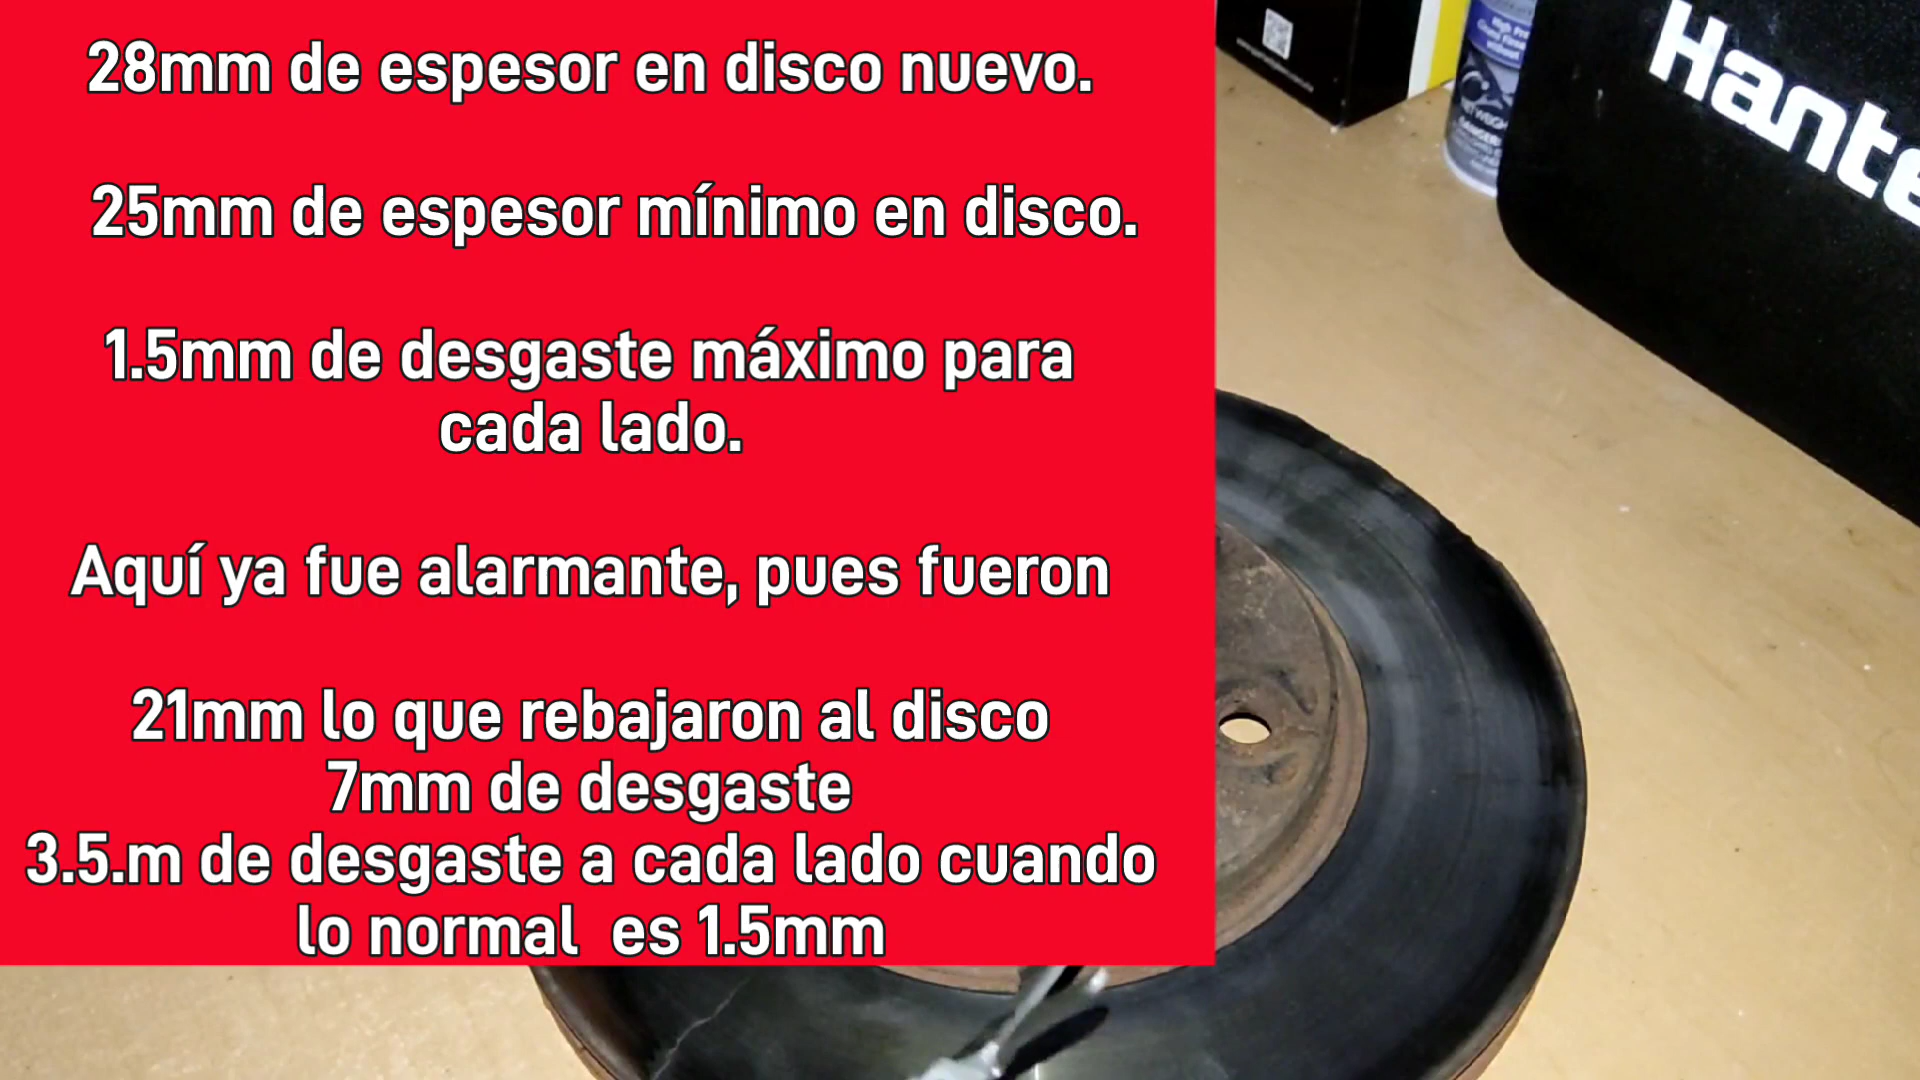 28mm de espesor en disco nuevo.
25mm de espesor mínimo en disco.
1.5mm de desgaste máximo para
cada lado.
Aquí ya fue alarmante, pues fueron
21mm lo que rebajaron al disco
7mm de desgaste
3.5.m de desgaste a cada lado cuando
lo normal  es 1.5mm
Hante
DANGER